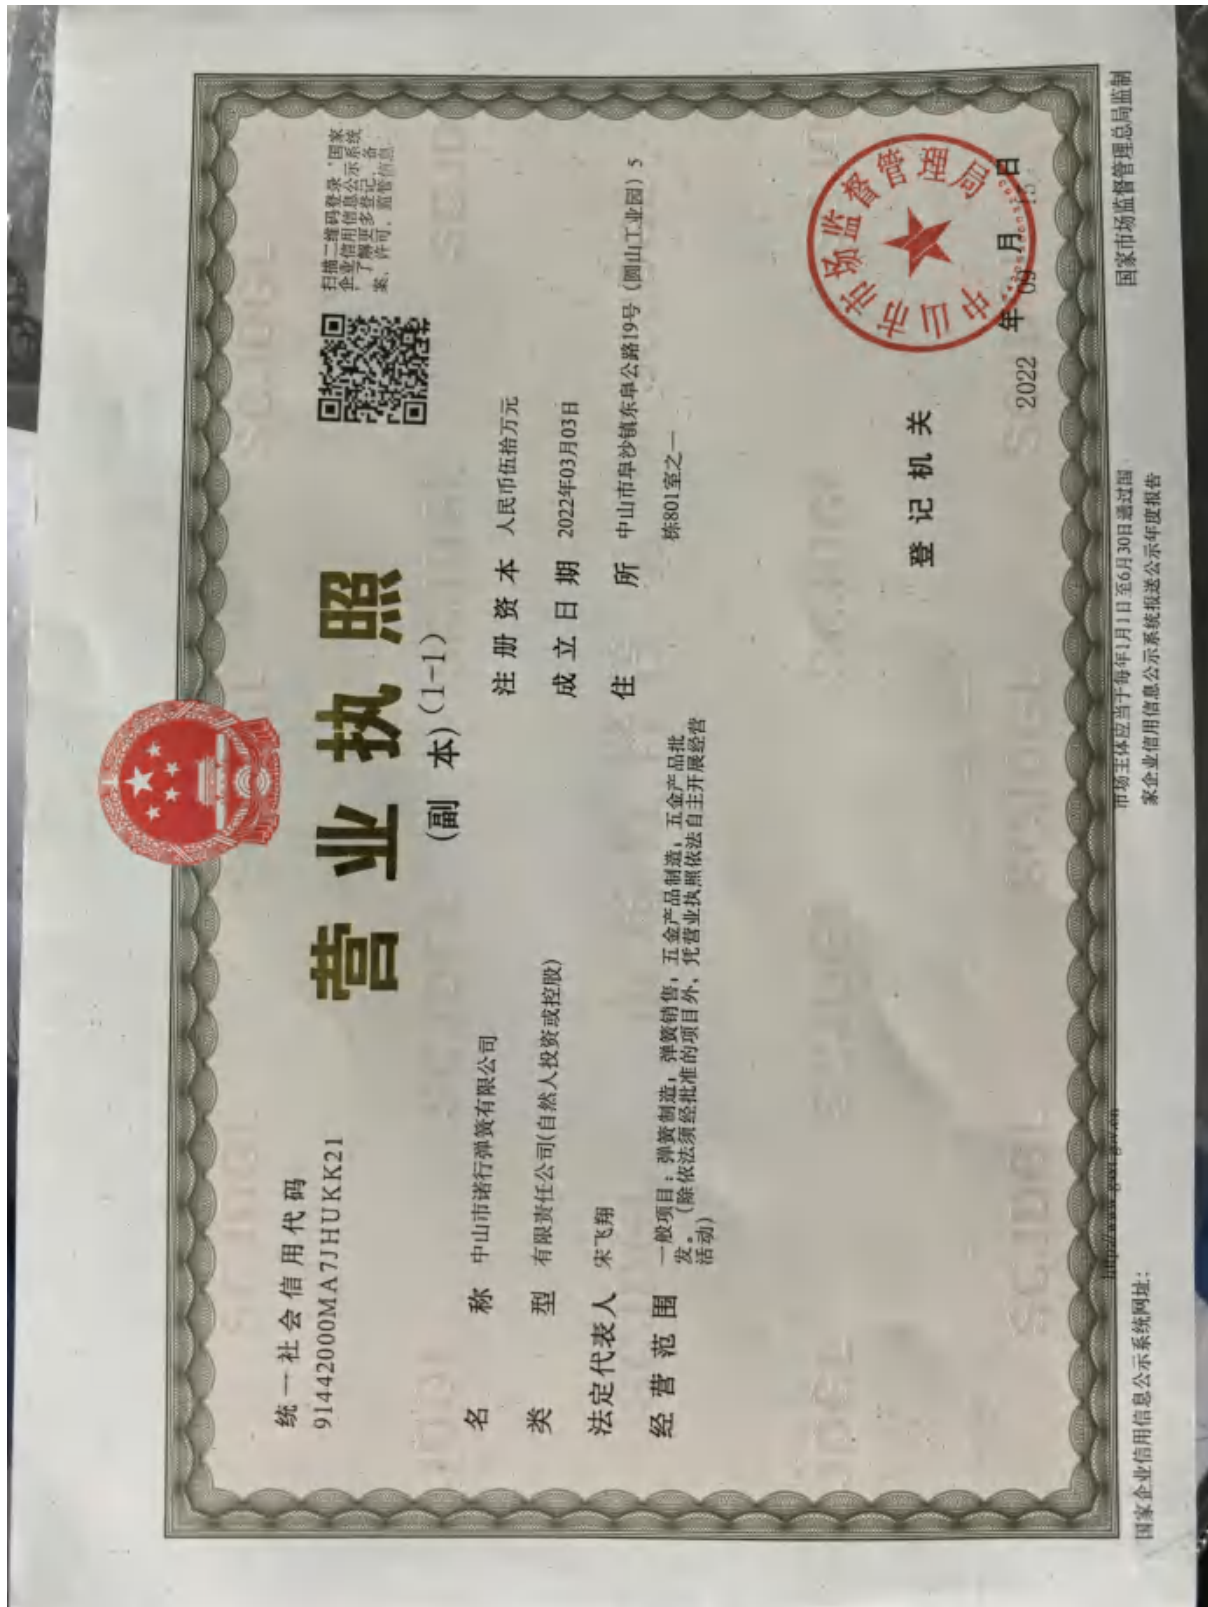 统一社会信用代码
91442000MA7JHUKK21
营业执照
(副 本)(1-1)
扫描二维码登录‘国家
企业信用信息公示系统
’了解更多登记、备
案、许可、监管信息
名 称 中山市诺行弹簧有限公司
类 型 有限责任公司(自然人投资或控股)
法定代表人 宋飞翔
经营范围 一般项目：弹簧制造；弹簧销售；五金产品制造；五金产品批
发。(除依法须经批准的项目外，凭营业执照依法自主开展经营
活动)
注册资本 人民币伍拾万元
成立日期 2022年03月03日
住 所 中山市阜沙镇东阜公路19号（圆山工业园）5
栋801室之一
登记机关
中山市市场监督管理局
2022 年 09 月 15 日
国家企业信用信息公示系统网址：
http://www.gsxt.gov.cn
市场主体应当于每年1月1日至6月30日通过国
家企业信用信息公示系统报送公示年度报告
国家市场监督管理总局监制